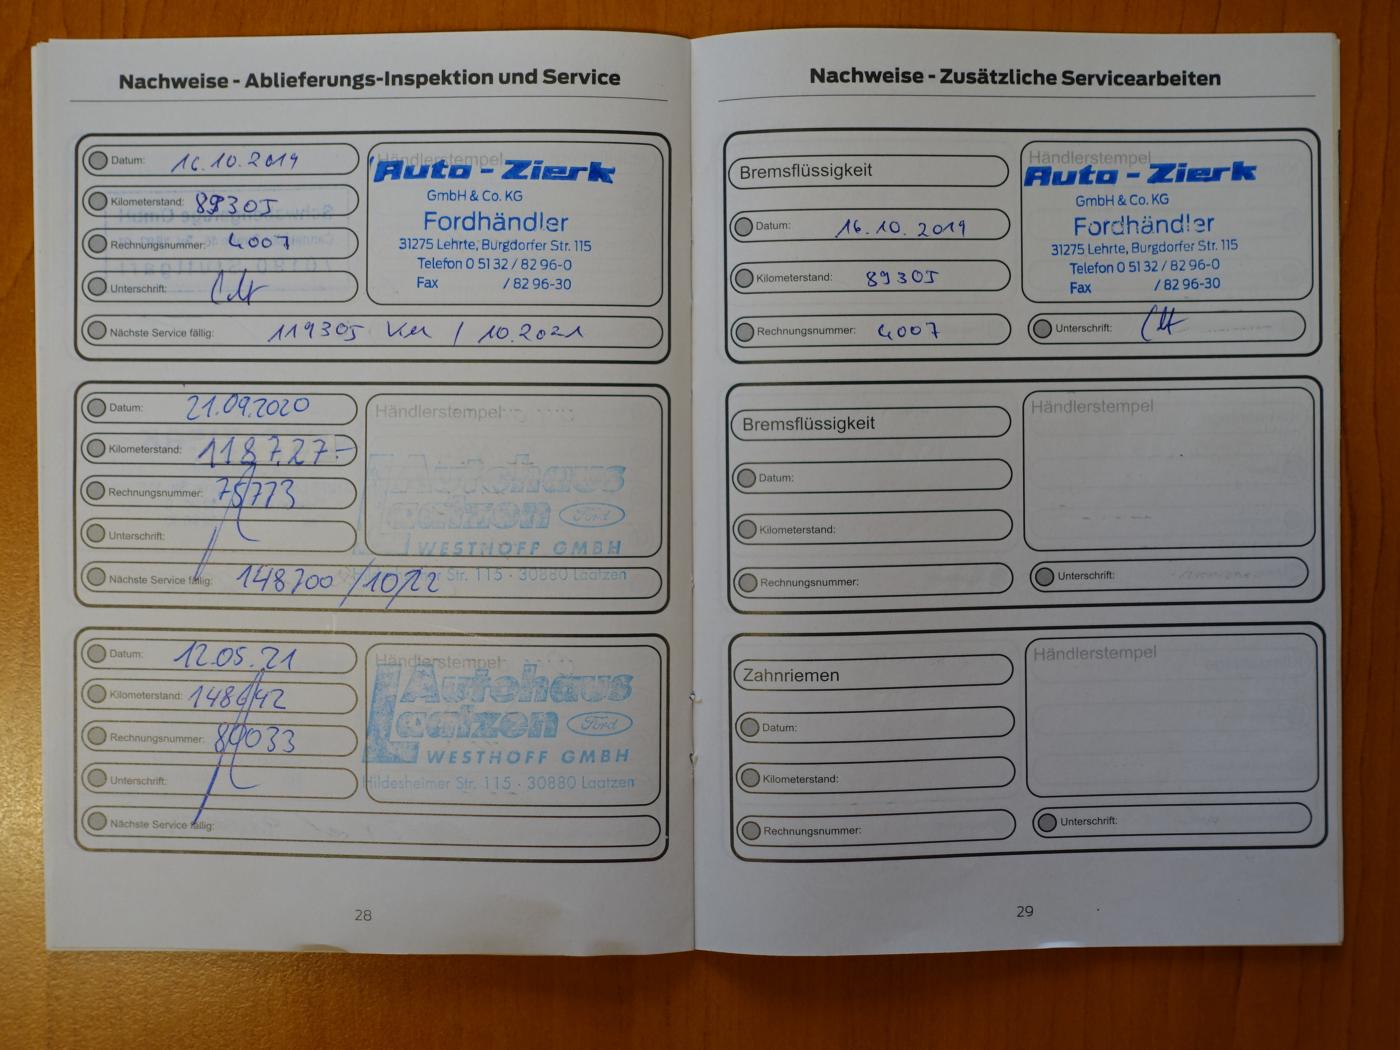 Nachweise - Ablieferungs-Inspektion und Service
Datum: 16.10.2019
Kilometerstand: 89305
Rechnungsnummer: 4007
Unterschrift:
Nächste Service fällig: 119305 km / 10.2021
Händlerstempel
Auto - Zierk
GmbH & Co. KG
Fordhändler
31275 Lehrte, Burgdorfer Str. 115
Telefon 0 51 32 / 82 96-0
Fax / 82 96-30
Datum: 21.09.2020
Kilometerstand: 118727.-
Rechnungsnummer: 75773
Unterschrift:
Nächste Service fällig: 148700 / 10/22
Händlerstempel
Autohaus
Laatzen Ford
WESTHOFF GMBH
Hildesheimer Str. 115 · 30880 Laatzen
Datum: 12.05.21
Kilometerstand:
Rechnungsnummer:
Unterschrift:
Nächste Service fällig:
Händlerstempel
Autohaus
Laatzen Ford
WESTHOFF GMBH
Hildesheimer Str. 115 · 30880 Laatzen
28
Nachweise - Zusätzliche Servicearbeiten
Bremsflüssigkeit
Datum: 16.10.2019
Kilometerstand: 89305
Rechnungsnummer: 4007
Händlerstempel
Auto - Zierk
GmbH & Co. KG
Fordhändler
31275 Lehrte, Burgdorfer Str. 115
Telefon 0 51 32 / 82 96-0
Fax / 82 96-30
Unterschrift:
Bremsflüssigkeit
Datum:
Kilometerstand:
Rechnungsnummer:
Händlerstempel
Unterschrift:
Zahnriemen
Datum:
Kilometerstand:
Rechnungsnummer:
Händlerstempel
Unterschrift:
29